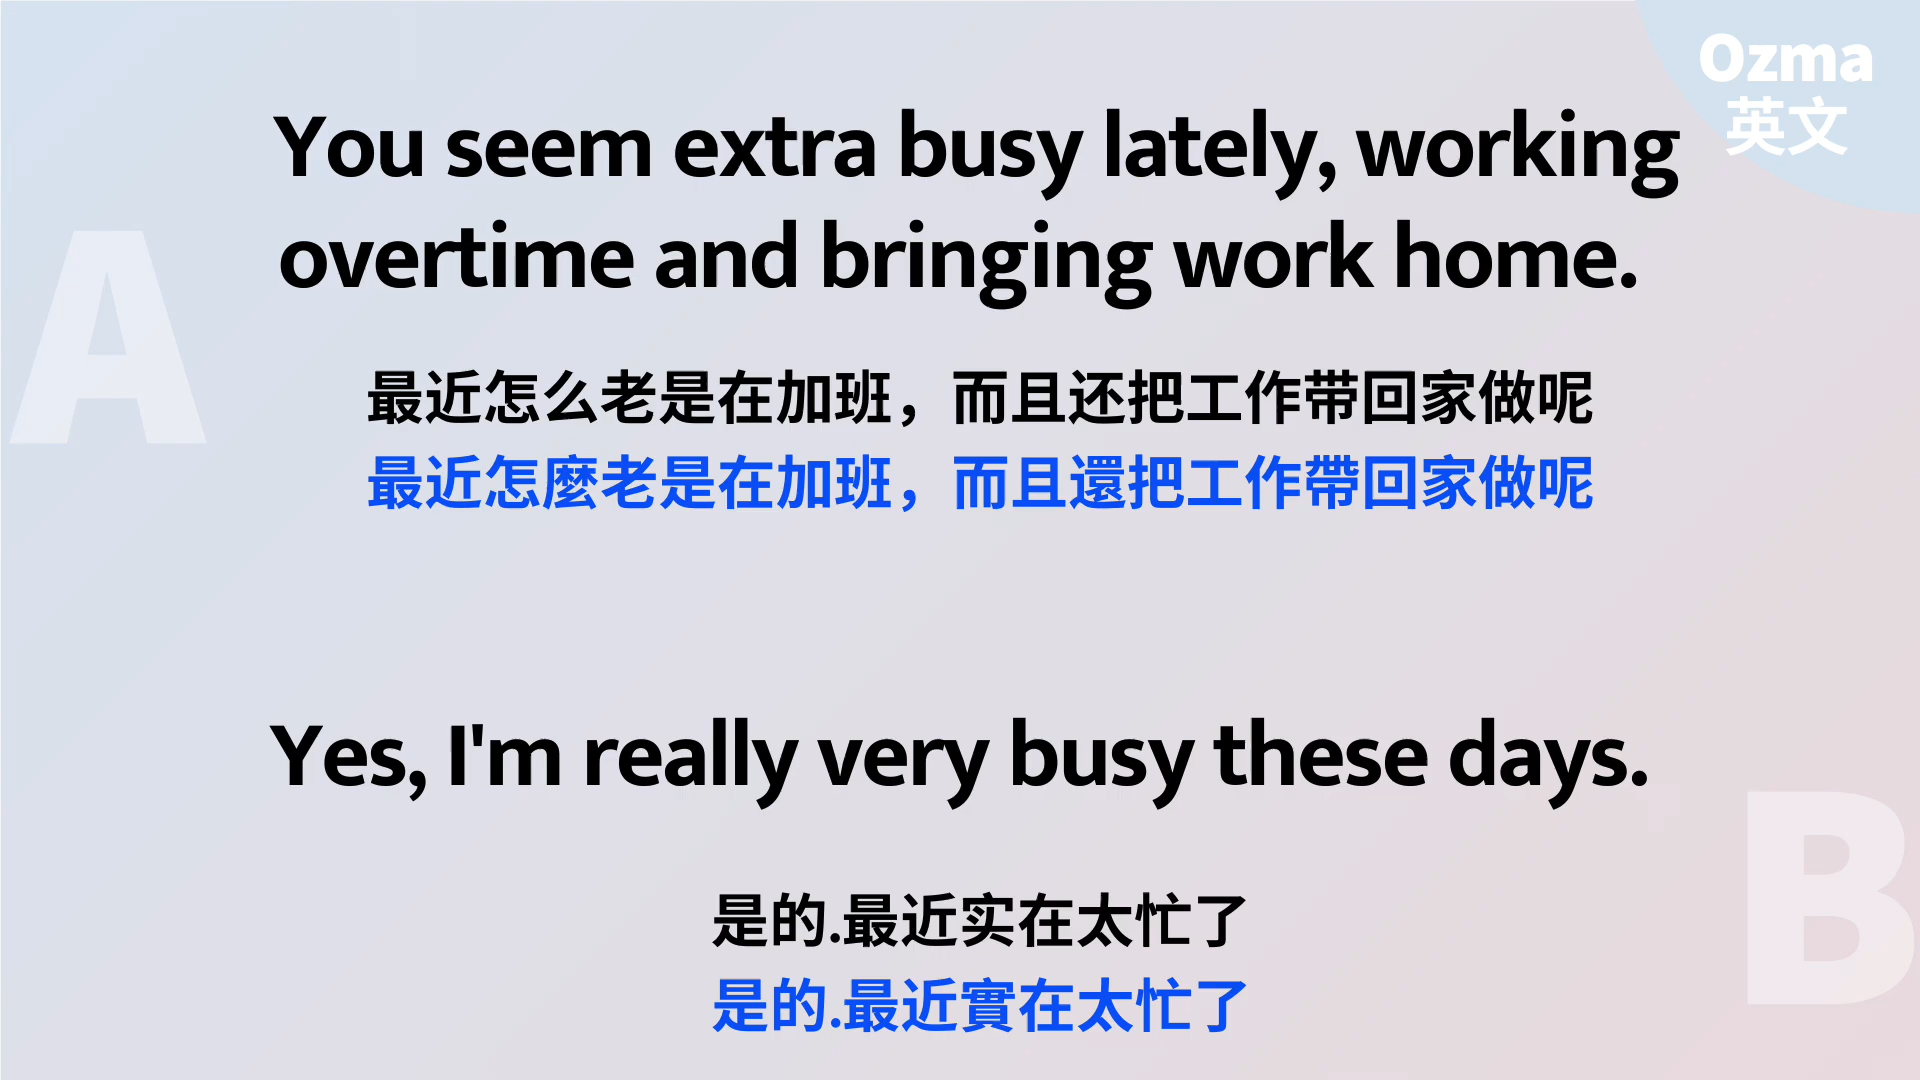 Ozma
英文
You seem extra busy lately, working
overtime and bringing work home.
A
最近怎么老是在加班，而且还把工作带回家做呢
最近怎麼老是在加班，而且還把工作帶回家做呢
Yes, I'm really very busy these days.
B
是的.最近实在太忙了
是的.最近實在太忙了